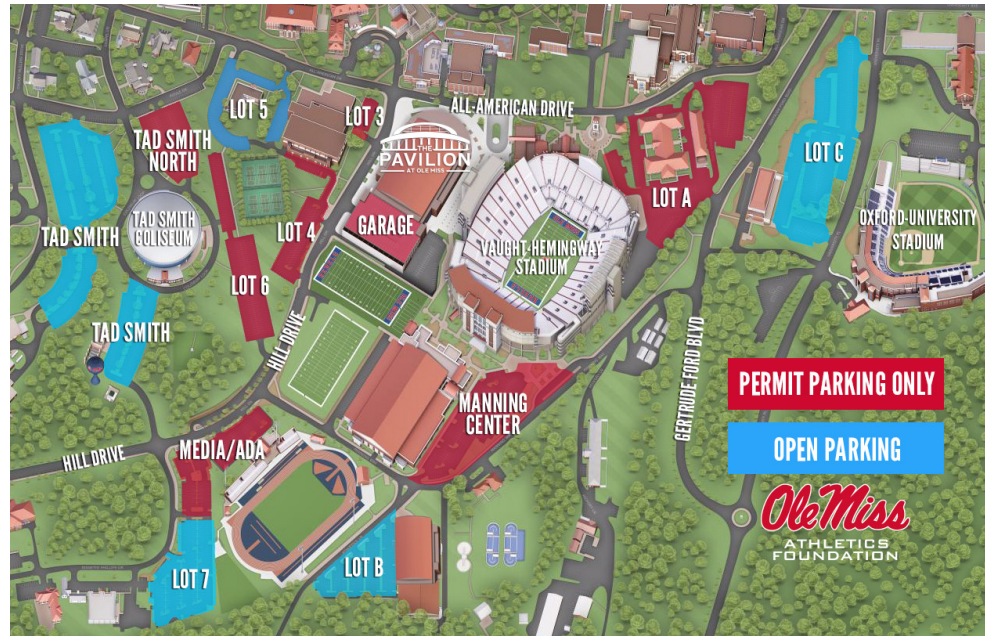 LOT 5
LOT 3
ALL-AMERICAN DRIVE
TAD SMITH
NORTH
THE
PAVILION
AT OLE MISS
LOT C
LOT A
TAD SMITH
TAD SMITH
COLISEUM
LOT 4
GARAGE
VAUGHT-HEMINGWAY
STADIUM
OXFORD-UNIVERSITY
STADIUM
LOT 6
TAD SMITH
HILL DRIVE
GERTRUDE FORD BLVD
PERMIT PARKING ONLY
MANNING
CENTER
OPEN PARKING
MEDIA/ADA
HILL DRIVE
Ole Miss
ATHLETICS
FOUNDATION
LOT 7
LOT B